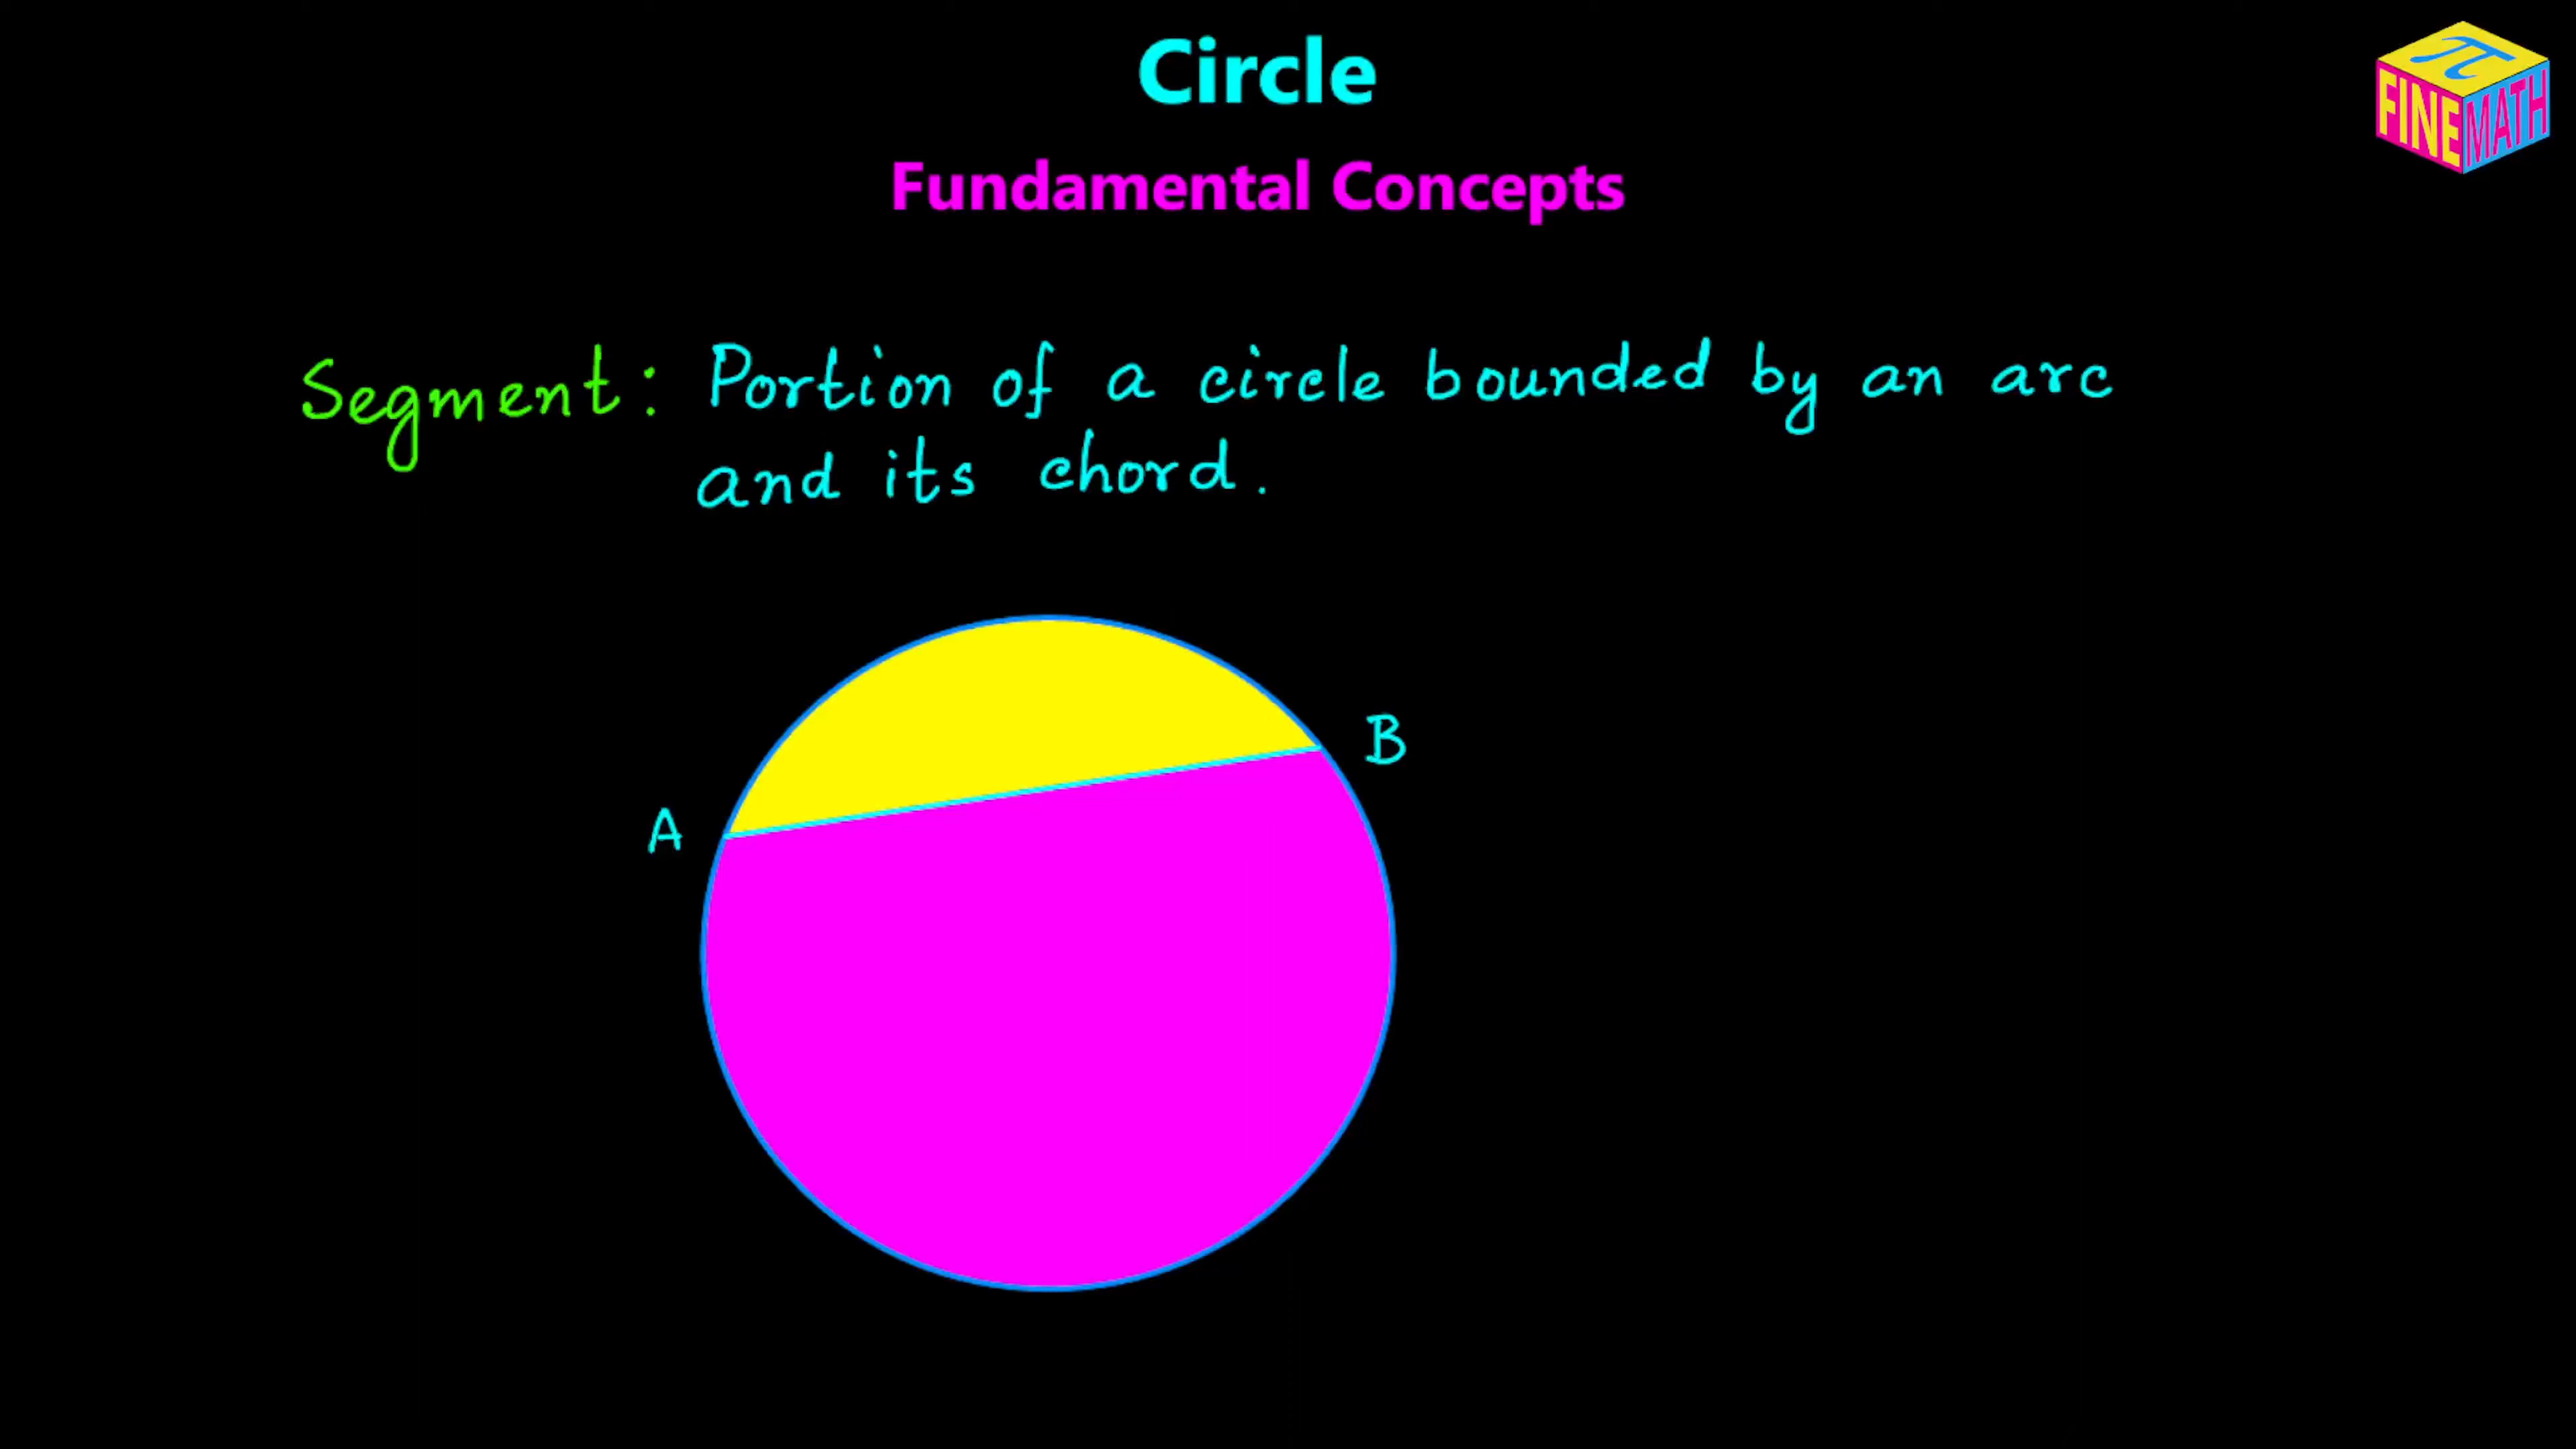 Circle
π
FINE MATH
Fundamental Concepts
Segment: Portion of a circle bounded by an arc
and its chord.
B
A